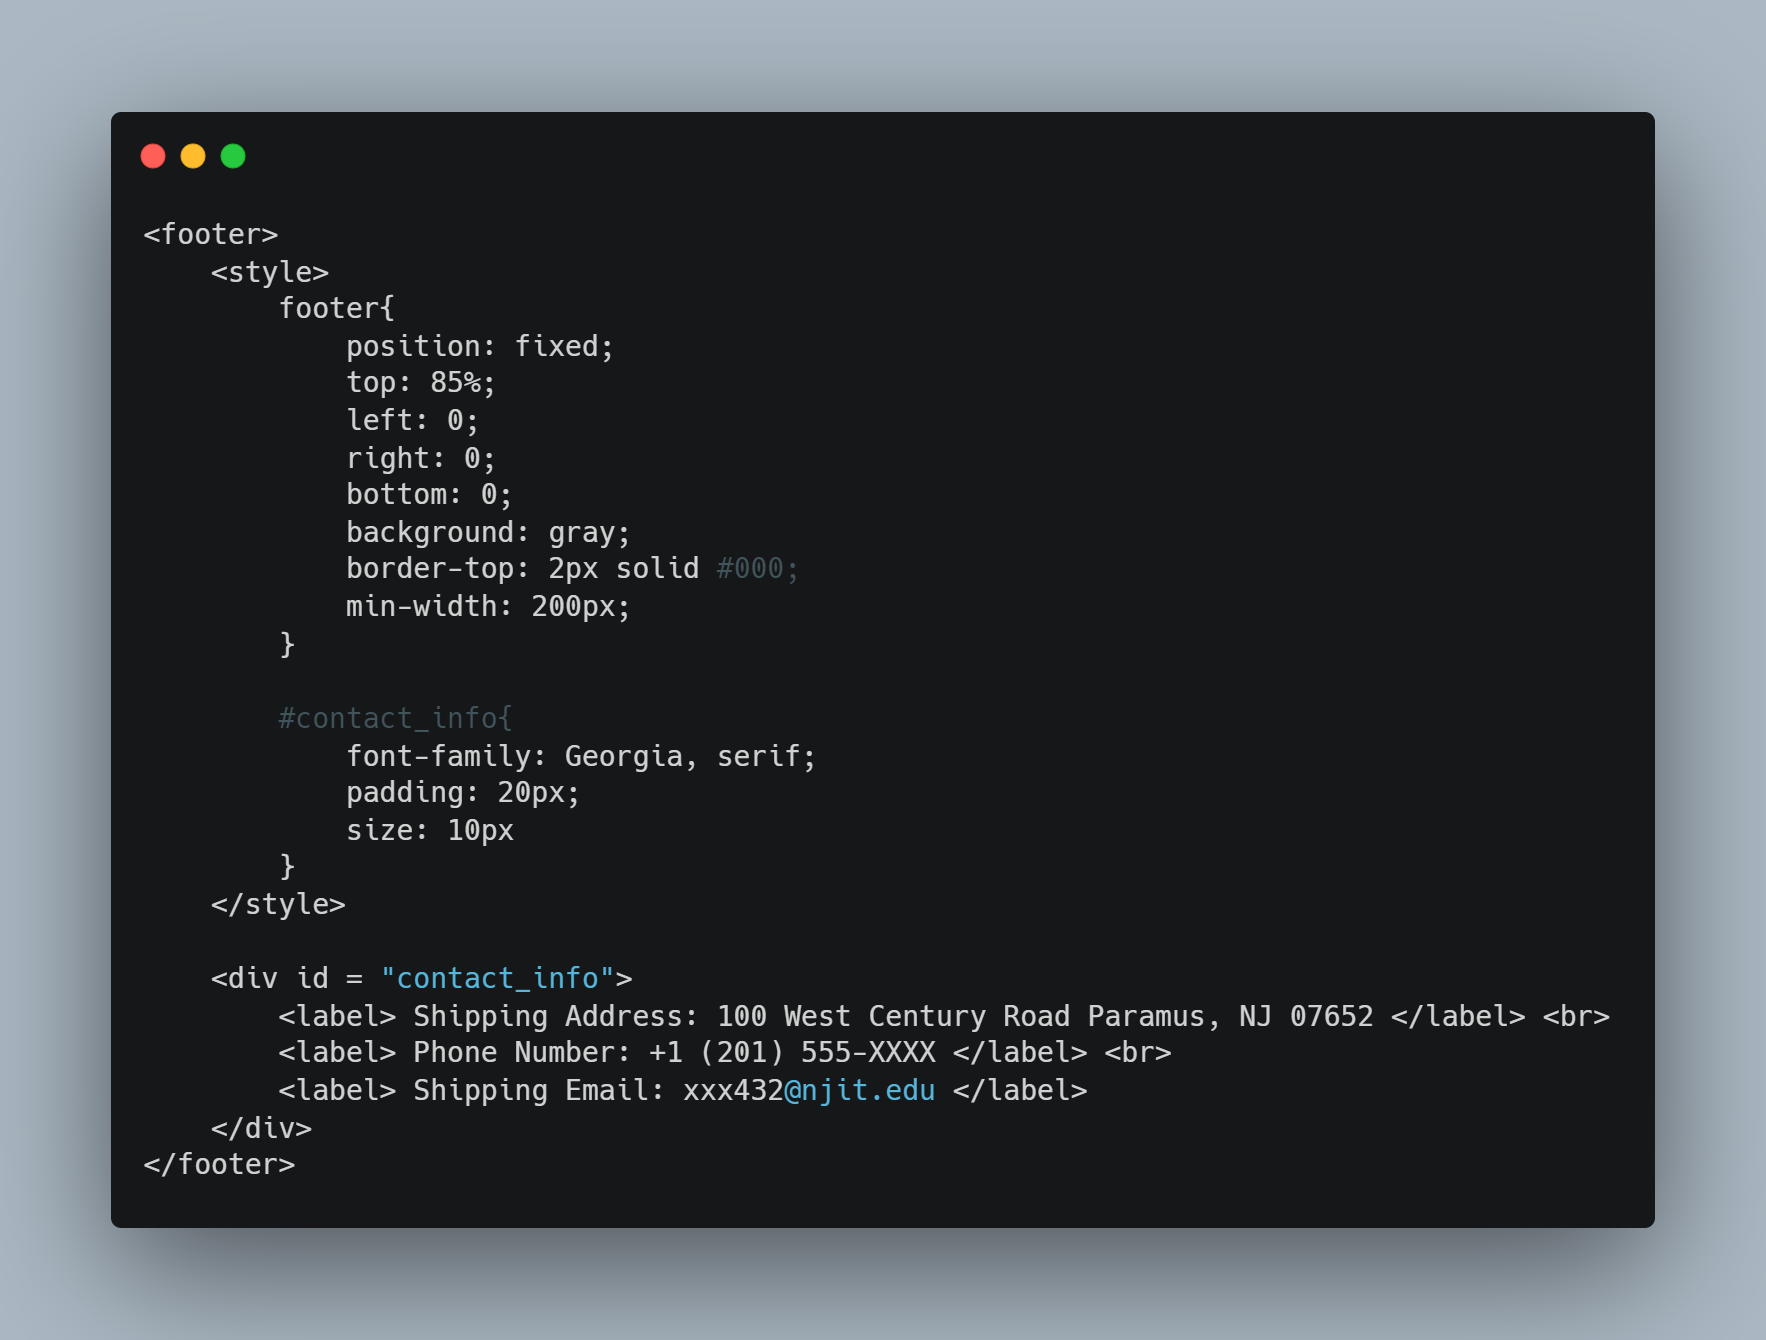 <footer>
    <style>
        footer{
            position: fixed;
            top: 85%;
            left: 0;
            right: 0;
            bottom: 0;
            background: gray;
            border-top: 2px solid #000;
            min-width: 200px;
        }

        #contact_info{
            font-family: Georgia, serif;
            padding: 20px;
            size: 10px
        }
    </style>

    <div id = "contact_info">
        <label> Shipping Address: 100 West Century Road Paramus, NJ 07652 </label> <br>
        <label> Phone Number: +1 (201) 555-XXXX </label> <br>
        <label> Shipping Email: xxx432@njit.edu </label>
    </div>
</footer>